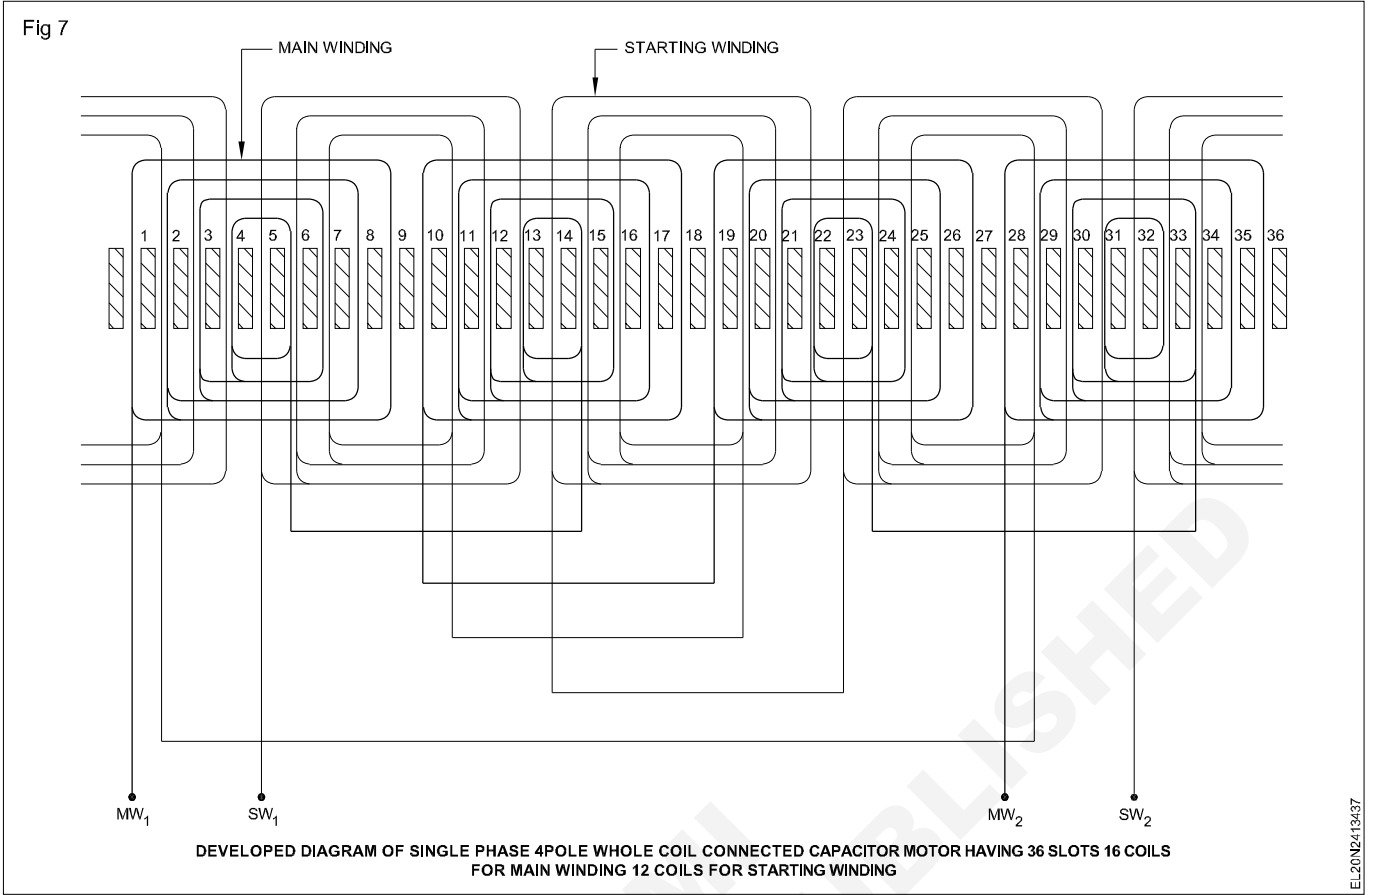 Fig 7
MAIN WINDING
STARTING WINDING
1 2 3 4 5 6 7 8 9 10 11 12 13 14 15 16 17 18 19 20 21 22 23 24 25 26 27 28 29 30 31 32 33 34 35 36
MW1 SW1 MW2 SW2
DEVELOPED DIAGRAM OF SINGLE PHASE 4POLE WHOLE COIL CONNECTED CAPACITOR MOTOR HAVING 36 SLOTS 16 COILS
FOR MAIN WINDING 12 COILS FOR STARTING WINDING
EL20N2413437